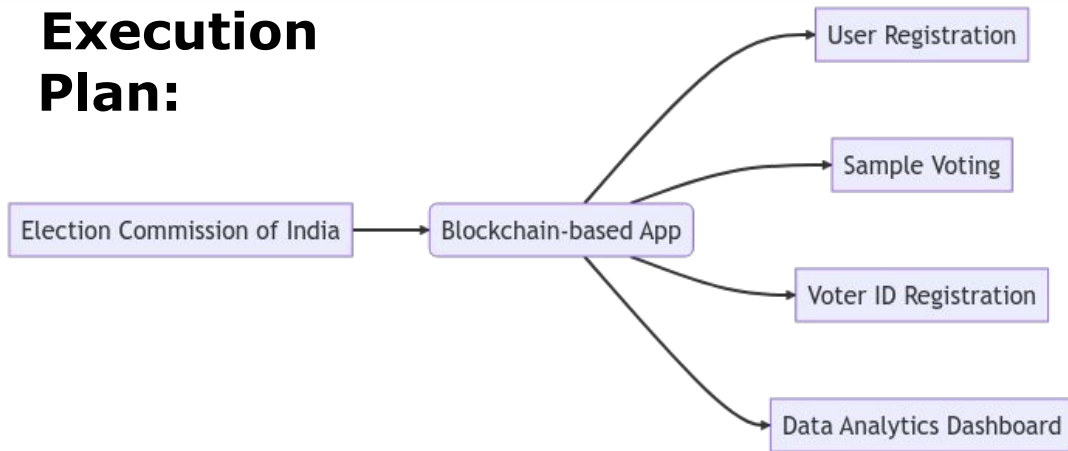 Execution
Plan:
User Registration
Sample Voting
Election Commission of India
Blockchain-based App
Voter ID Registration
Data Analytics Dashboard